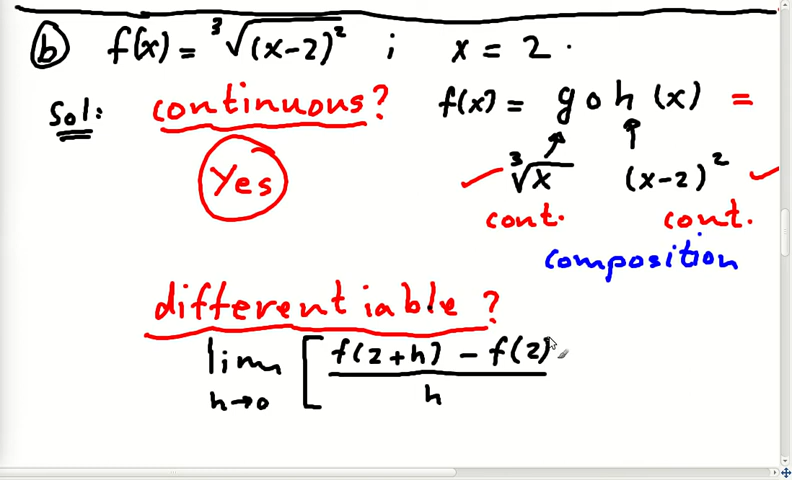 b f(x) = ∛(x-2)² ; x = 2 .
Sol: continuous? f(x) = g o h (x) =
Yes ∛x (x-2)²
cont. cont.
composition
differentiable ?
lim [ f(2+h) - f(2)
h→0 h